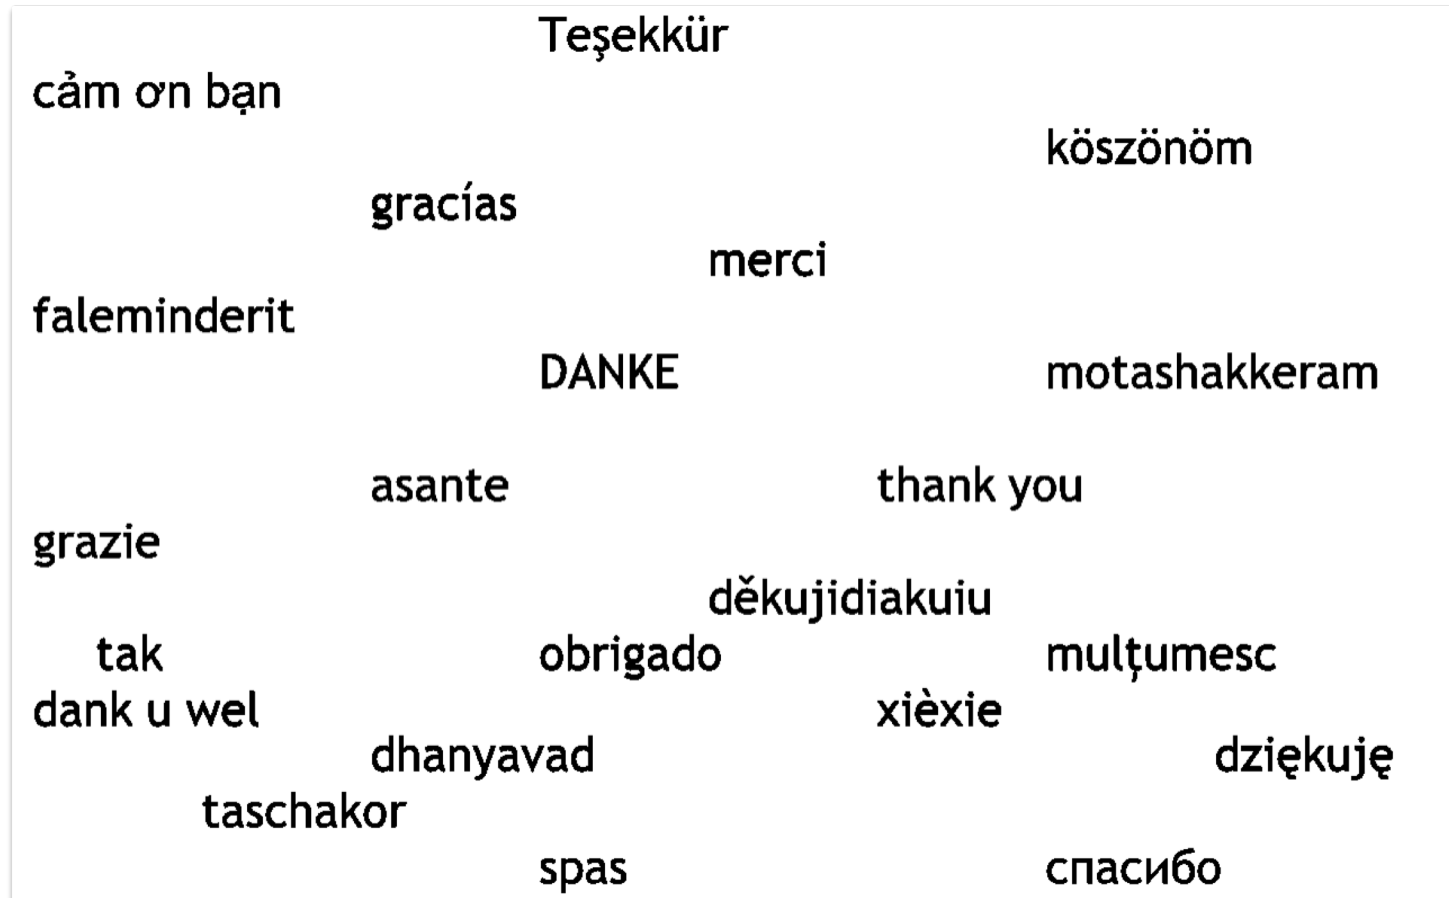 Teşekkür
cảm ơn bạn
köszönöm
gracías
merci
faleminderit
DANKE motashakkeram
asante thank you
grazie
děkujidiakuiu
tak obrigado mulțumesc
dank u wel xièxie
dhanyavad dziękuję
taschakor
spas спасибо